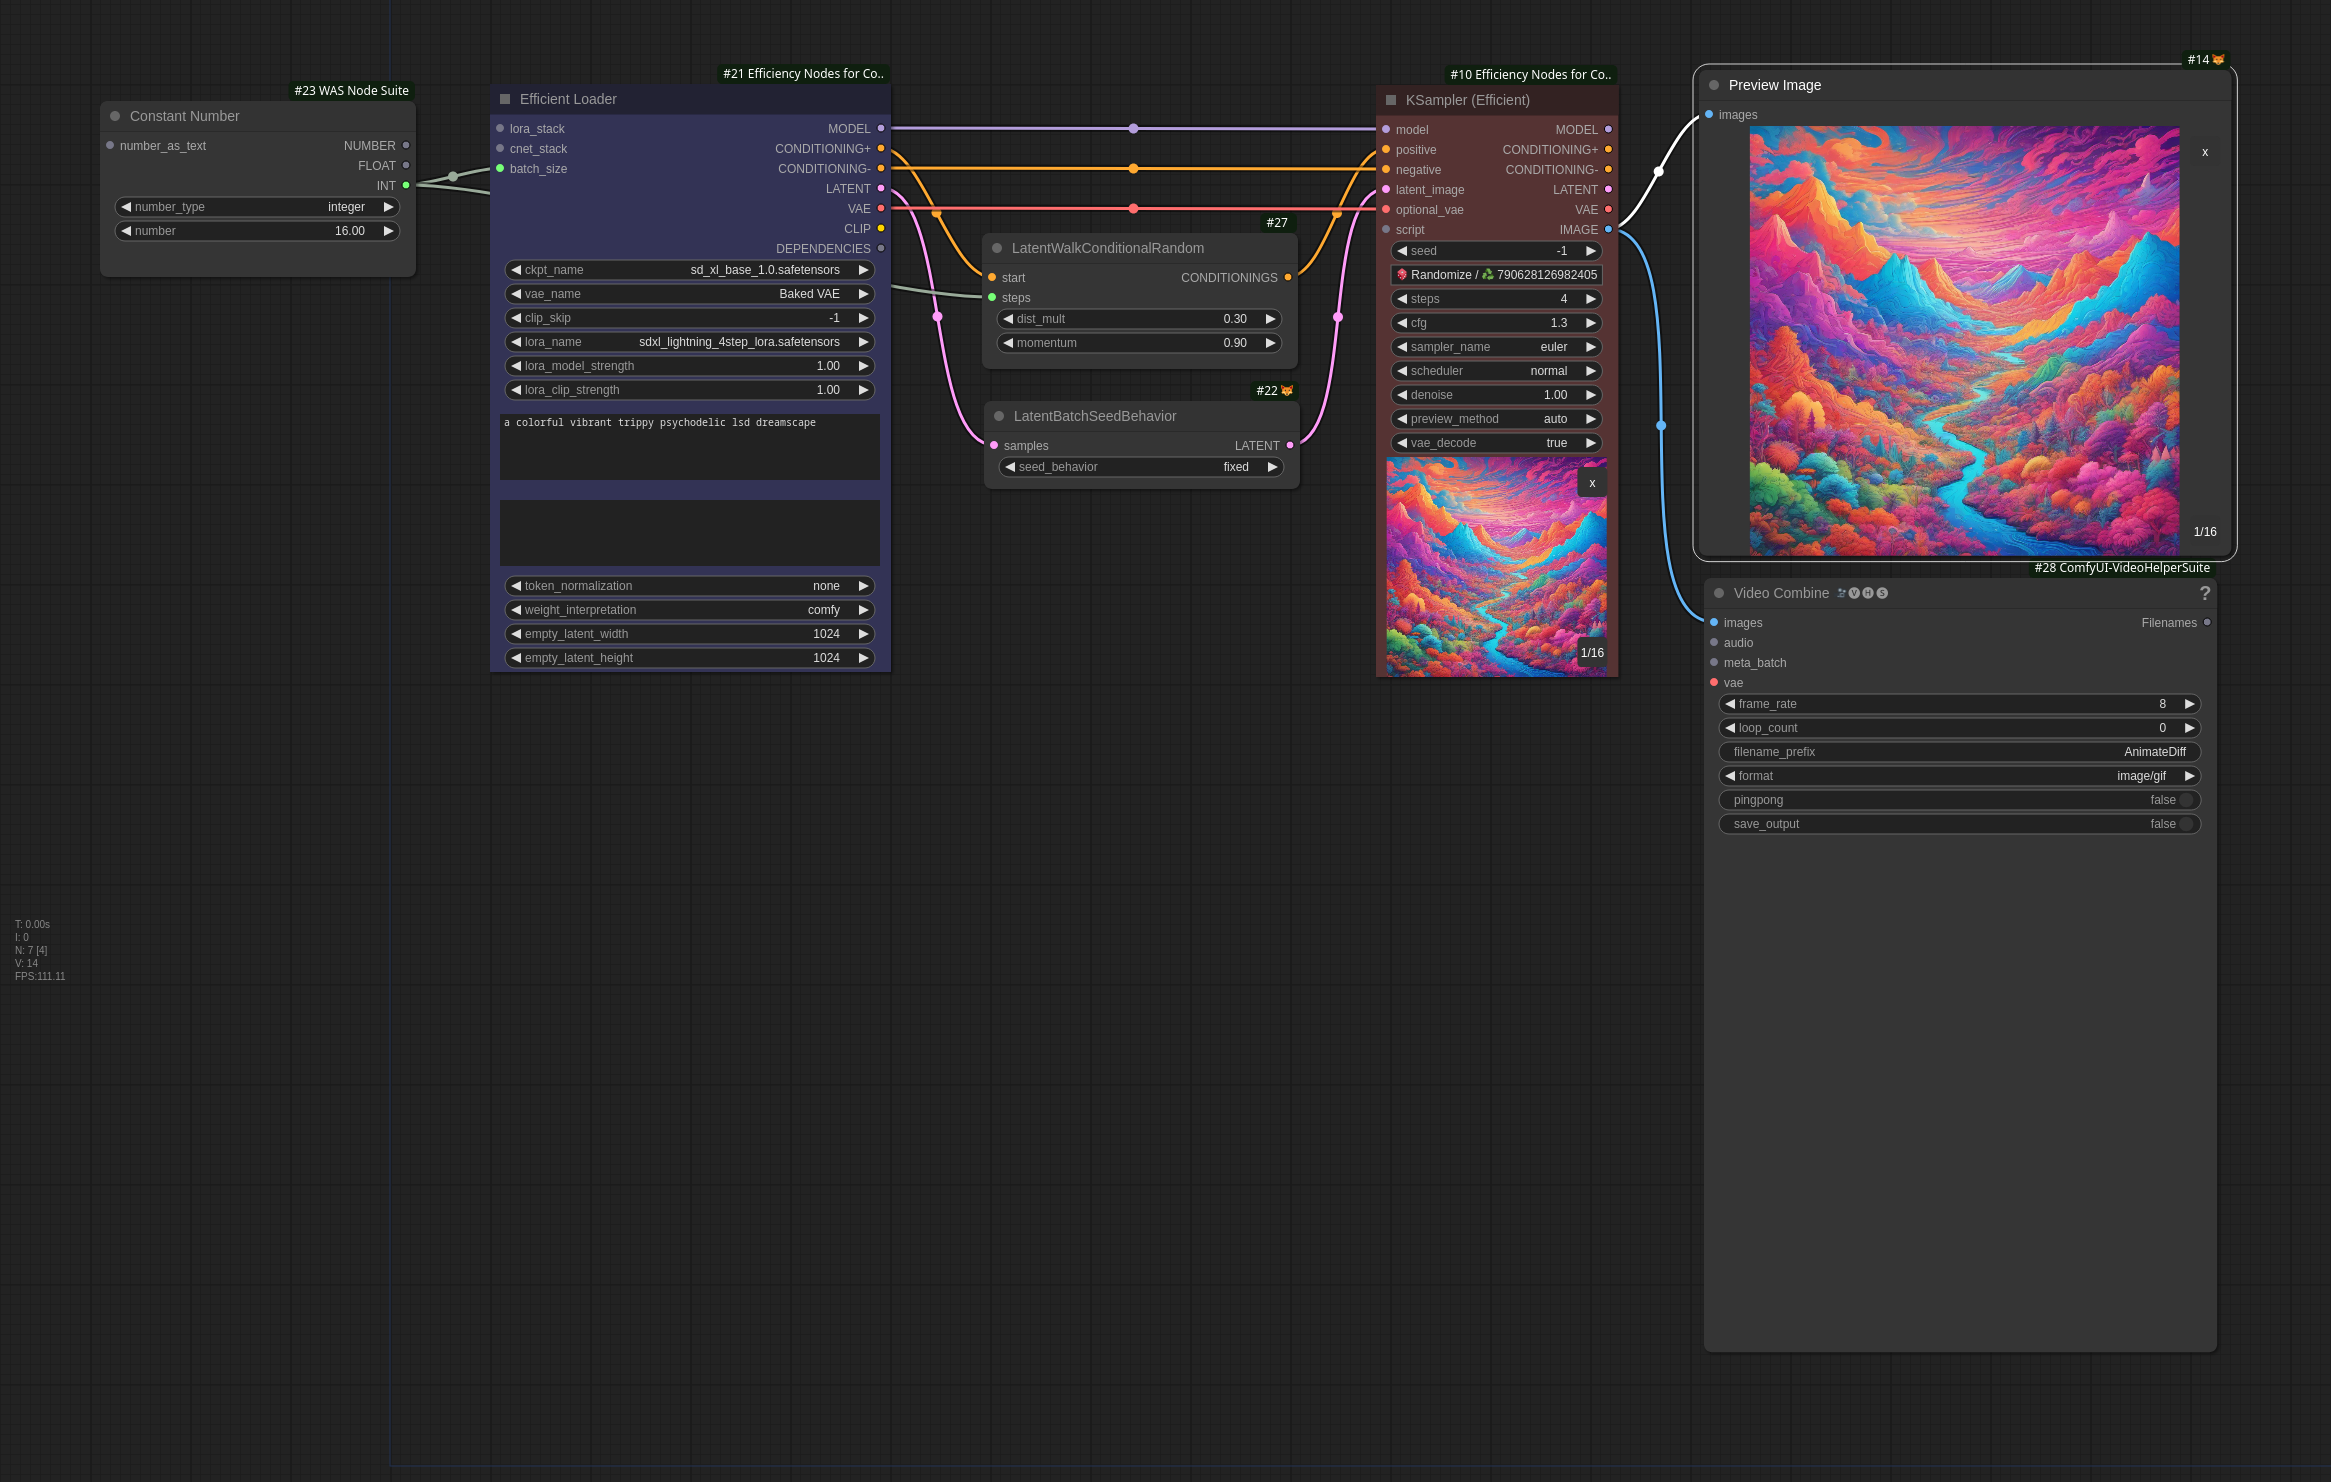 #23 WAS Node Suite
Constant Number
number_as_text NUMBER
FLOAT
INT
number_type integer
number 16.00
#21 Efficiency Nodes for Co..
Efficient Loader
lora_stack MODEL
cnet_stack CONDITIONING+
batch_size CONDITIONING-
LATENT
VAE
CLIP
DEPENDENCIES
ckpt_name sd_xl_base_1.0.safetensors
vae_name Baked VAE
clip_skip -1
lora_name sdxl_lightning_4step_lora.safetensors
lora_model_strength 1.00
lora_clip_strength 1.00
a colorful vibrant trippy psychodelic lsd dreamscape
token_normalization none
weight_interpretation comfy
empty_latent_width 1024
empty_latent_height 1024
#27
LatentWalkConditionalRandom
start CONDITIONINGS
steps
dist_mult 0.30
momentum 0.90
#22
LatentBatchSeedBehavior
samples LATENT
seed_behavior fixed
#10 Efficiency Nodes for Co..
KSampler (Efficient)
model MODEL
positive CONDITIONING+
negative CONDITIONING-
latent_image LATENT
optional_vae VAE
script IMAGE
seed -1
Randomize / 790628126982405
steps 4
cfg 1.3
sampler_name euler
scheduler normal
denoise 1.00
preview_method auto
vae_decode true
x
1/16
#14
Preview Image
images
x
1/16
#28 ComfyUI-VideoHelperSuite
Video Combine VHS ?
images Filenames
audio
meta_batch
vae
frame_rate 8
loop_count 0
filename_prefix AnimateDiff
format image/gif
pingpong false
save_output false
T: 0.00s
I: 0
N: 7 [4]
V: 14
FPS:111.11